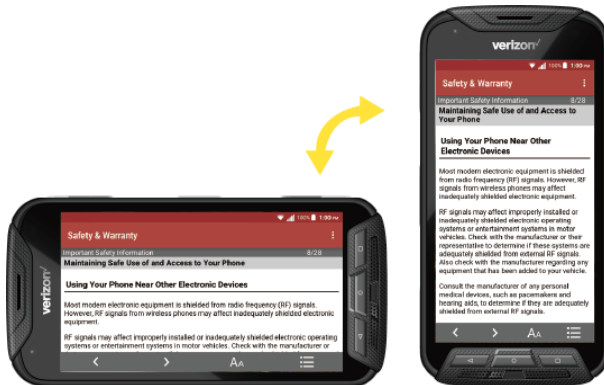 verizon✓
100% 1:00 PM
Safety & Warranty
Important Safety Information 8/28
Maintaining Safe Use of and Access to Your Phone
Using Your Phone Near Other Electronic Devices
Most modern electronic equipment is shielded from radio frequency (RF) signals.
However, RF signals from wireless phones may affect inadequately shielded electronic
equipment.
RF signals may affect improperly installed or inadequately shielded electronic operating
systems or entertainment systems in motor vehicles. Check with the manufacturer or
AA
verizon✓
100% 1:00 PM
Safety & Warranty
Important Safety Information 8/28
Maintaining Safe Use of and Access to
Your Phone
Using Your Phone Near Other
Electronic Devices
Most modern electronic equipment is shielded
from radio frequency (RF) signals. However, RF
signals from wireless phones may affect
inadequately shielded electronic equipment.
RF signals may affect improperly installed or
inadequately shielded electronic operating
systems or entertainment systems in motor
vehicles. Check with the manufacturer or their
representative to determine if these systems are
adequately shielded from external RF signals.
Also check with the manufacturer regarding any
equipment that has been added to your vehicle.
Consult the manufacturer of any personal
medical devices, such as pacemakers and
hearing aids, to determine if they are adequately
shielded from external RF signals.
AA